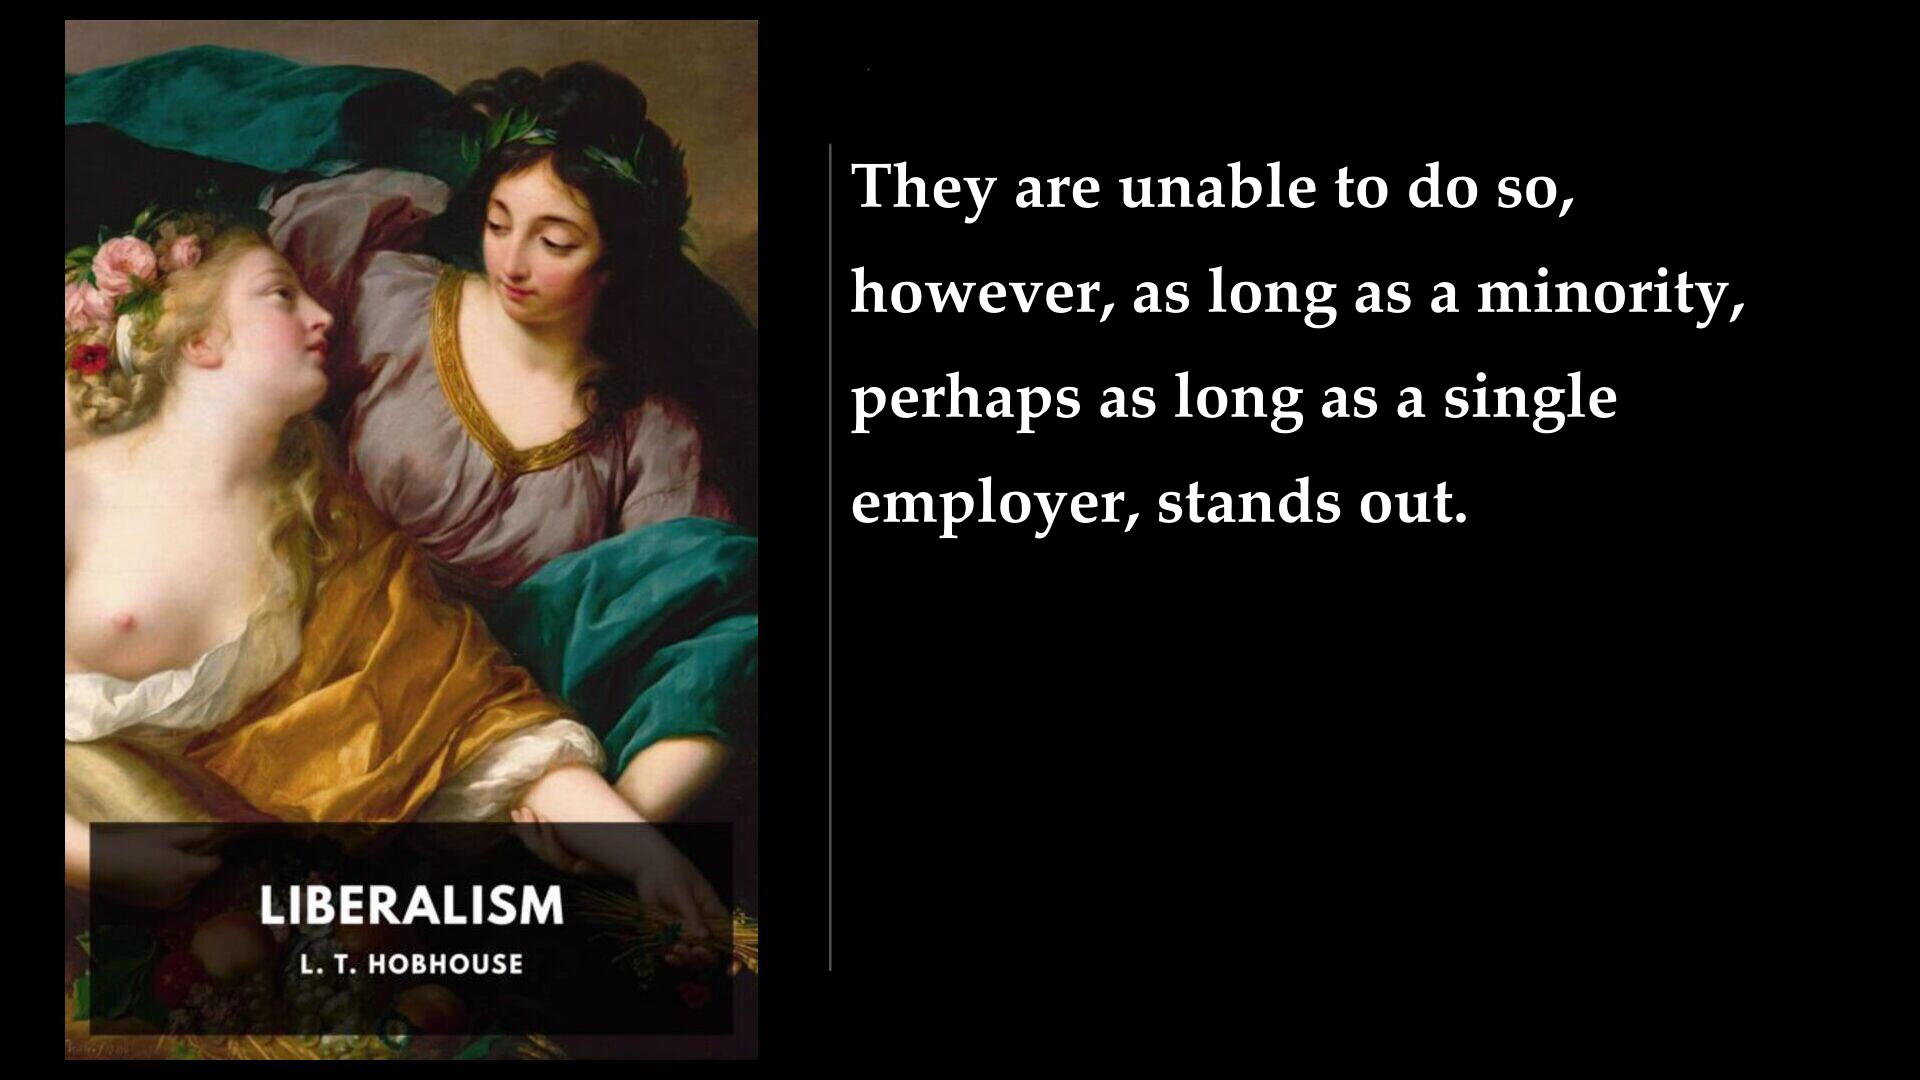 They are unable to do so,
however, as long as a minority,
perhaps as long as a single
employer, stands out.
LIBERALISM
L. T. HOBHOUSE